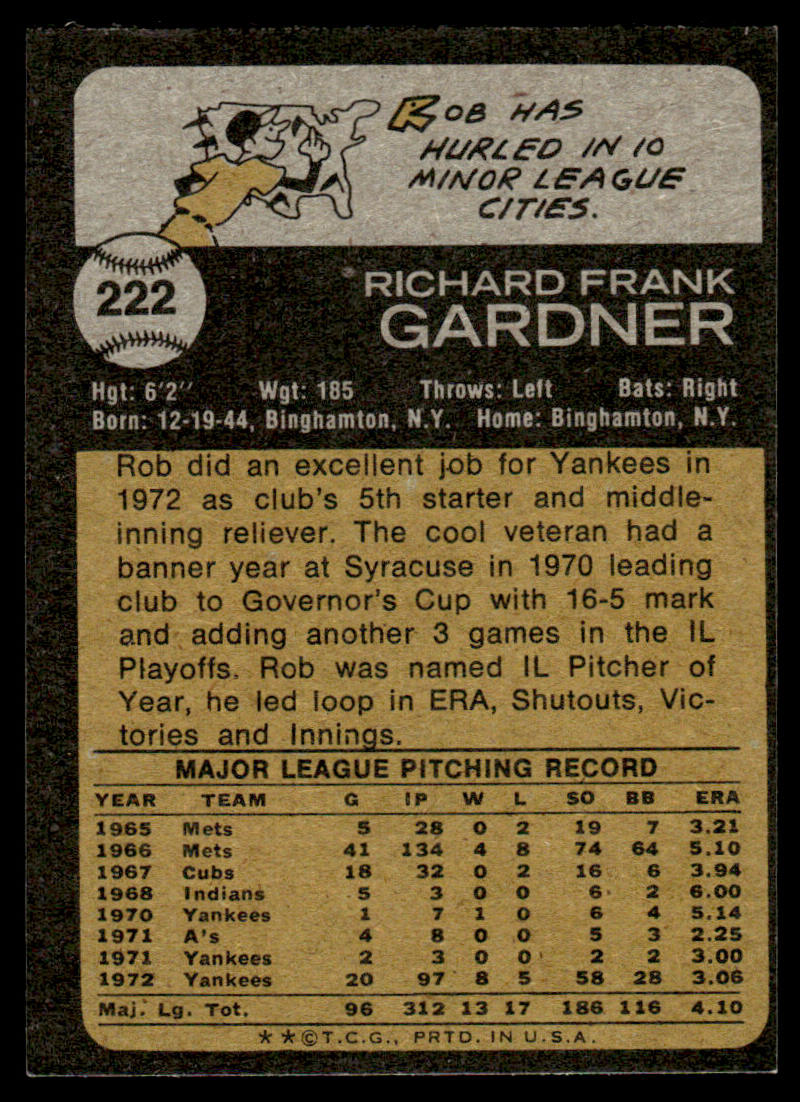 ROB HAS
HURLED IN 10
MINOR LEAGUE
CITIES.
222
RICHARD FRANK
GARDNER
Hgt: 6'2" Wgt: 185 Throws: Left Bats: Right
Born: 12-19-44, Binghamton, N.Y. Home: Binghamton, N.Y.
Rob did an excellent job for Yankees in
1972 as club's 5th starter and middle-
inning reliever. The cool veteran had a
banner year at Syracuse in 1970 leading
club to Governor's Cup with 16-5 mark
and adding another 3 games in the IL
Playoffs. Rob was named IL Pitcher of
Year, he led loop in ERA, Shutouts, Vic-
tories and Innings.
MAJOR LEAGUE PITCHING RECORD
YEAR TEAM G IP W L SO BB ERA
1965 Mets 5 28 0 2 19 7 3.21
1966 Mets 41 134 4 8 74 64 5.10
1967 Cubs 18 32 0 2 16 6 3.94
1968 Indians 5 3 0 0 6 2 6.00
1970 Yankees 1 7 1 0 6 4 5.14
1971 A's 4 8 0 0 5 3 2.25
1971 Yankees 2 3 0 0 2 2 3.00
1972 Yankees 20 97 8 5 58 28 3.06
Maj. Lg. Tot. 96 312 13 17 186 116 4.10
* * © T.C.G., PRTD. IN U.S.A.